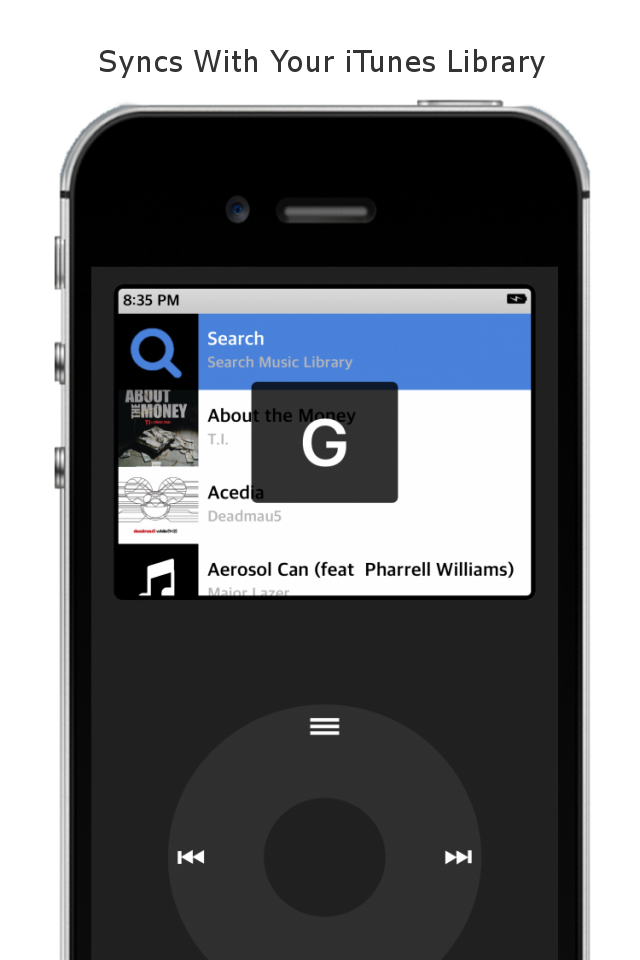 Syncs With Your iTunes Library
8:35 PM
Search
Search Music Library
ABOUT
THE MONEY
About the Money
T.I.
G
Acedia
Deadmau5
Aerosol Can (feat Pharrell Williams)
Major Lazer